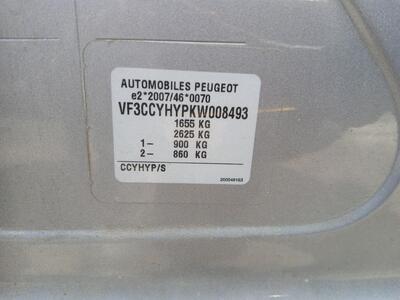 AUTOMOBILES PEUGEOT
e2*2007/46*0070
VF3CCYHYPKW008493
1655 KG
2625 KG
1- 900 KG
2- 860 KG
CCYHYP/S